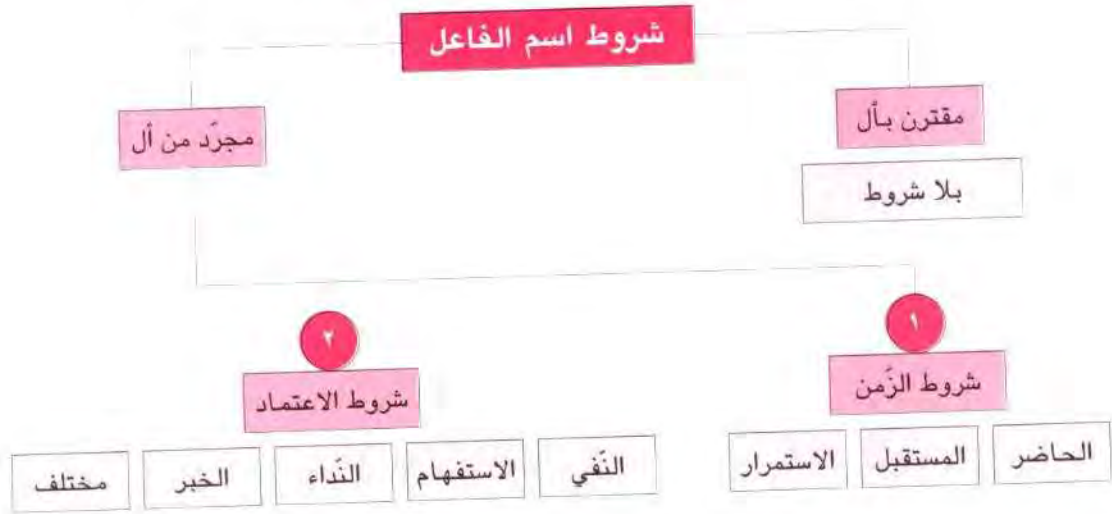 شروط اسم الفاعل
مقترن بأل
مجرّد من أل
بلا شروط
١
٢
شروط الزّمن
شروط الاعتماد
الحاضر
المستقبل
الاستمرار
النّفي
الاستفهام
النّداء
الخبر
مختلف